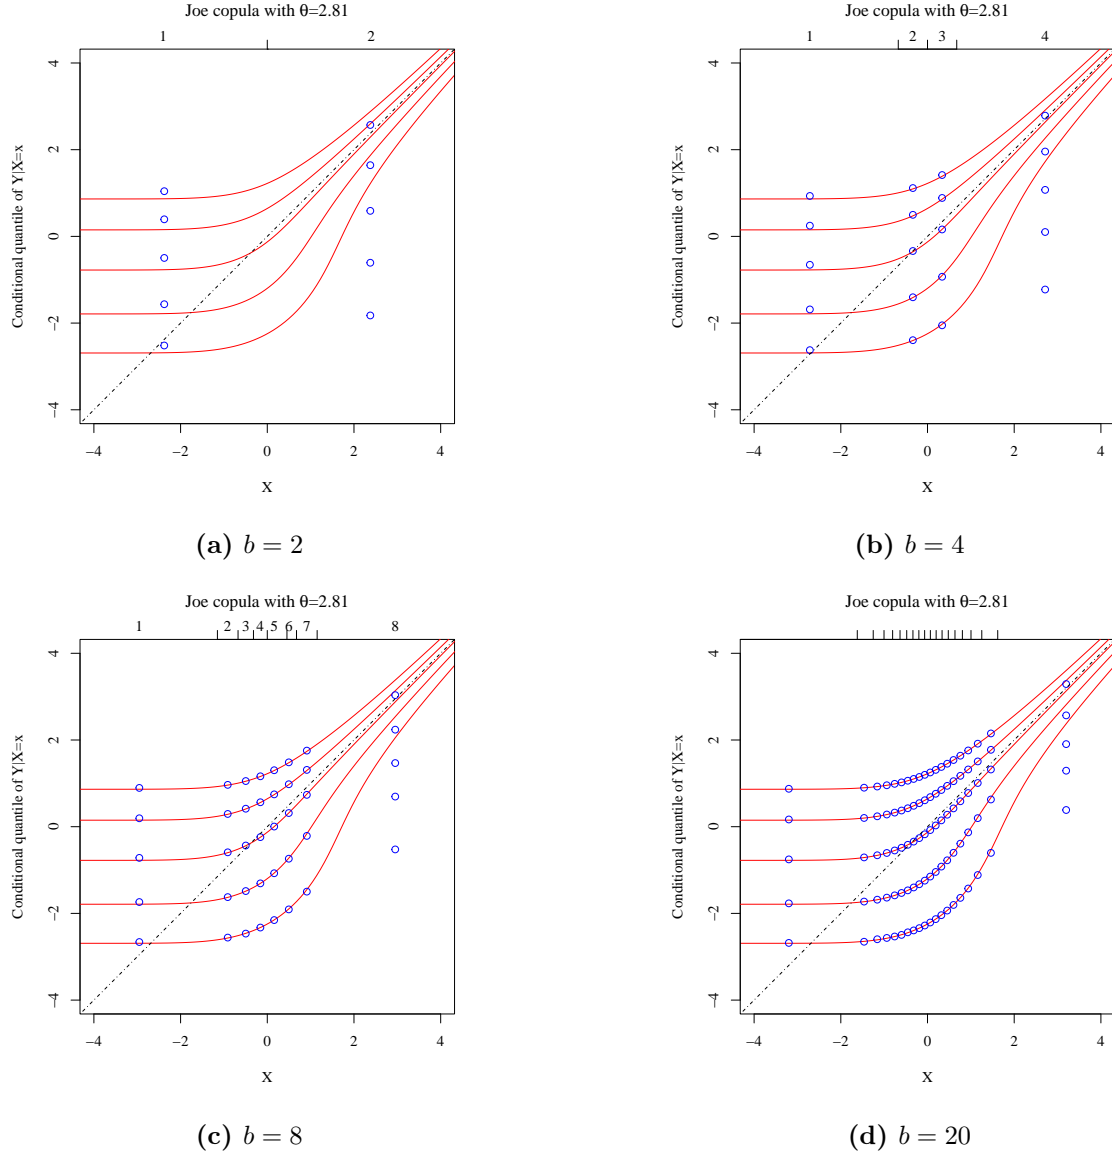 Joe copula with θ=2.81
1 2
Conditional quantile of Y|X=x
4
2
0
−2
−4
−4 −2 0 2 4
X
(a) b = 2
Joe copula with θ=2.81
1 2 3 4
Conditional quantile of Y|X=x
4
2
0
−2
−4
−4 −2 0 2 4
X
(b) b = 4
Joe copula with θ=2.81
1 2 3 4 5 6 7 8
Conditional quantile of Y|X=x
4
2
0
−2
−4
−4 −2 0 2 4
X
(c) b = 8
Joe copula with θ=2.81
Conditional quantile of Y|X=x
4
2
0
−2
−4
−4 −2 0 2 4
X
(d) b = 20